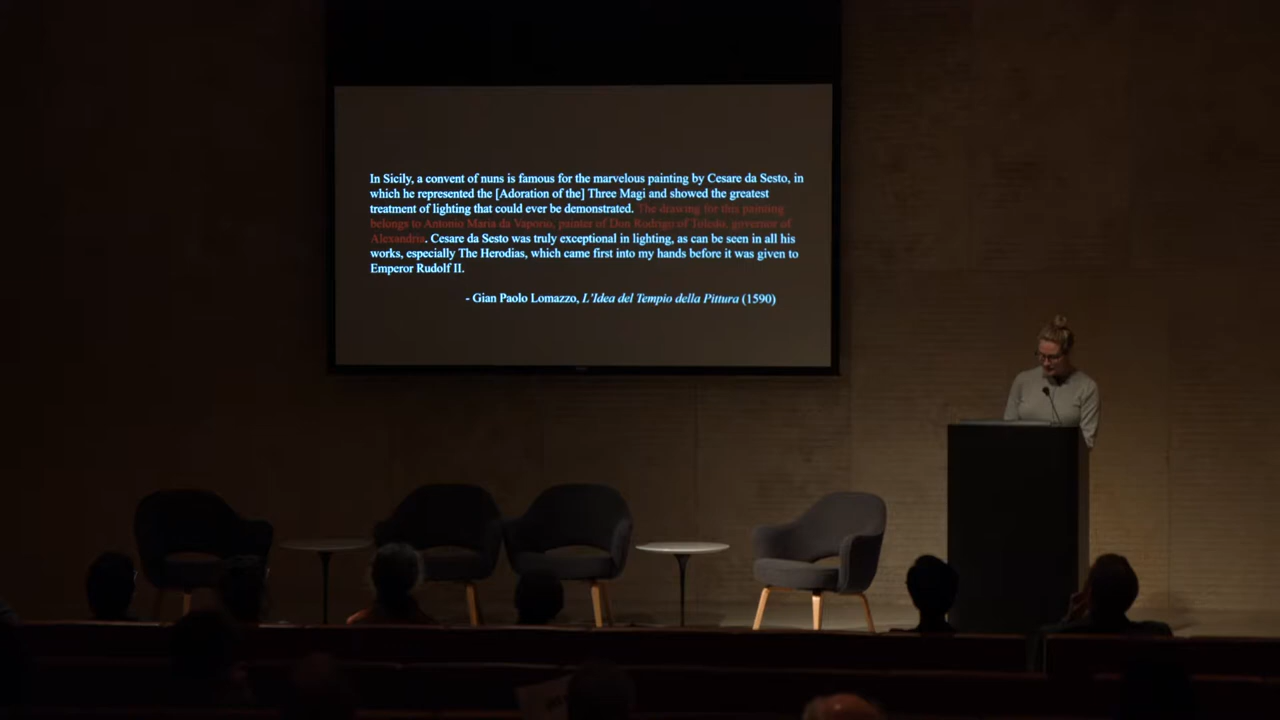 In Sicily, a convent of nuns is famous for the marvelous painting by Cesare da Sesto, in
which he represented the [Adoration of the] Three Magi and showed the greatest
treatment of lighting that could ever be demonstrated. The drawing for this painting
belongs to Antonio Maria da Vaporio, painter of Don Rodrigo of Toledo, governor of
Alexandria. Cesare da Sesto was truly exceptional in lighting, as can be seen in all his
works, especially The Herodias, which came first into my hands before it was given to
Emperor Rudolf II.
- Gian Paolo Lomazzo, L'Idea del Tempio della Pittura (1590)